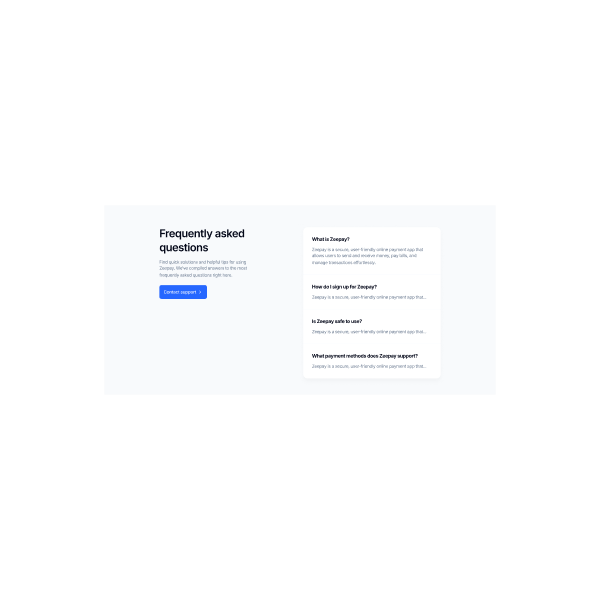 Frequently asked
questions
Find quick solutions and helpful tips for using
Zeepay. We've compiled answers to the most
frequently asked questions right here.
Contact support
What is Zeepay?
Zeepay is a secure, user-friendly online payment app that
allows users to send and receive money, pay bills, and
manage transactions effortlessly.
How do I sign up for Zeepay?
Zeepay is a secure, user-friendly online payment app that...
Is Zeepay safe to use?
Zeepay is a secure, user-friendly online payment app that...
What payment methods does Zeepay support?
Zeepay is a secure, user-friendly online payment app that...